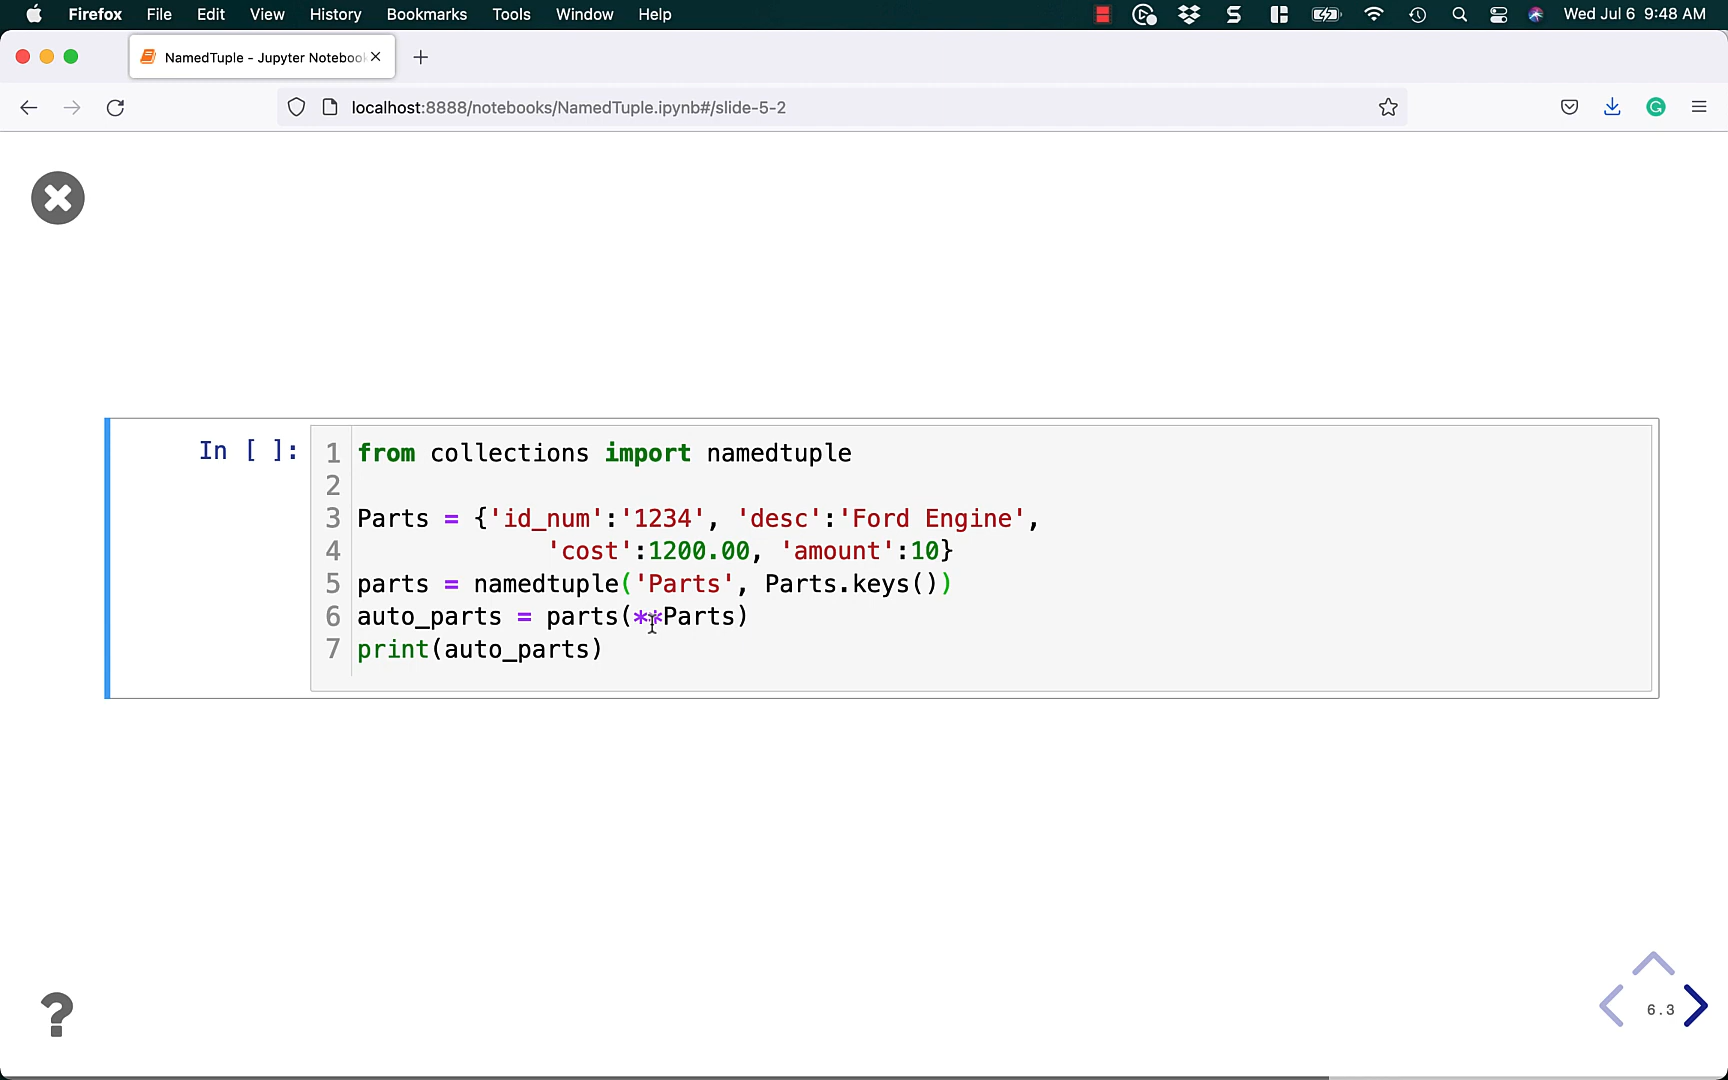 Firefox File Edit View History Bookmarks Tools Window Help Wed Jul 6 9:48 AM
NamedTuple - Jupyter Noteboo
localhost:8888/notebooks/NamedTuple.ipynb#/slide-5-2
In [ ]:
1 from collections import namedtuple
2
3 Parts = {'id_num':'1234', 'desc':'Ford Engine',
4 'cost':1200.00, 'amount':10}
5 parts = namedtuple('Parts', Parts.keys())
6 auto_parts = parts(**Parts)
7 print(auto_parts)
?
6.3